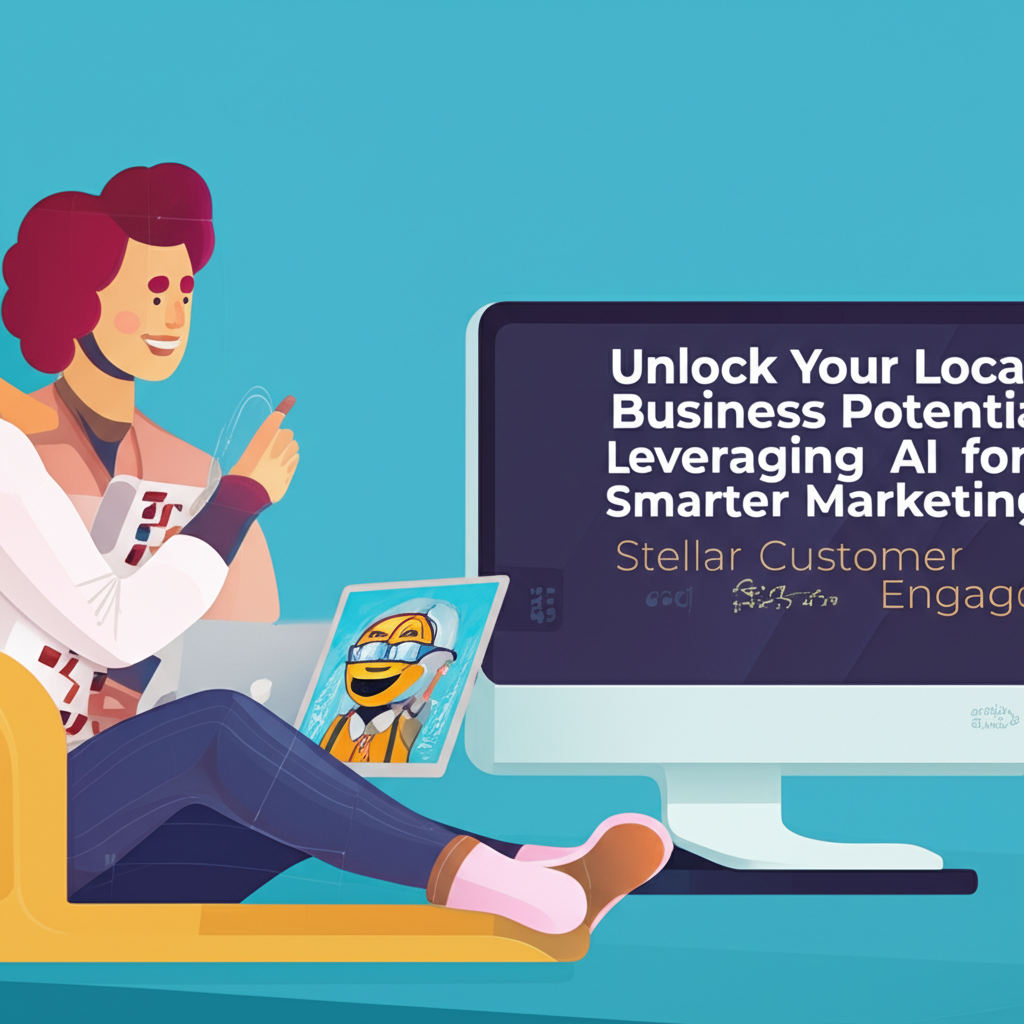 Unlock Your Loca
Business Potentia
Leveraging AI for
Smarter Marketing
Stellar Customer
Engag